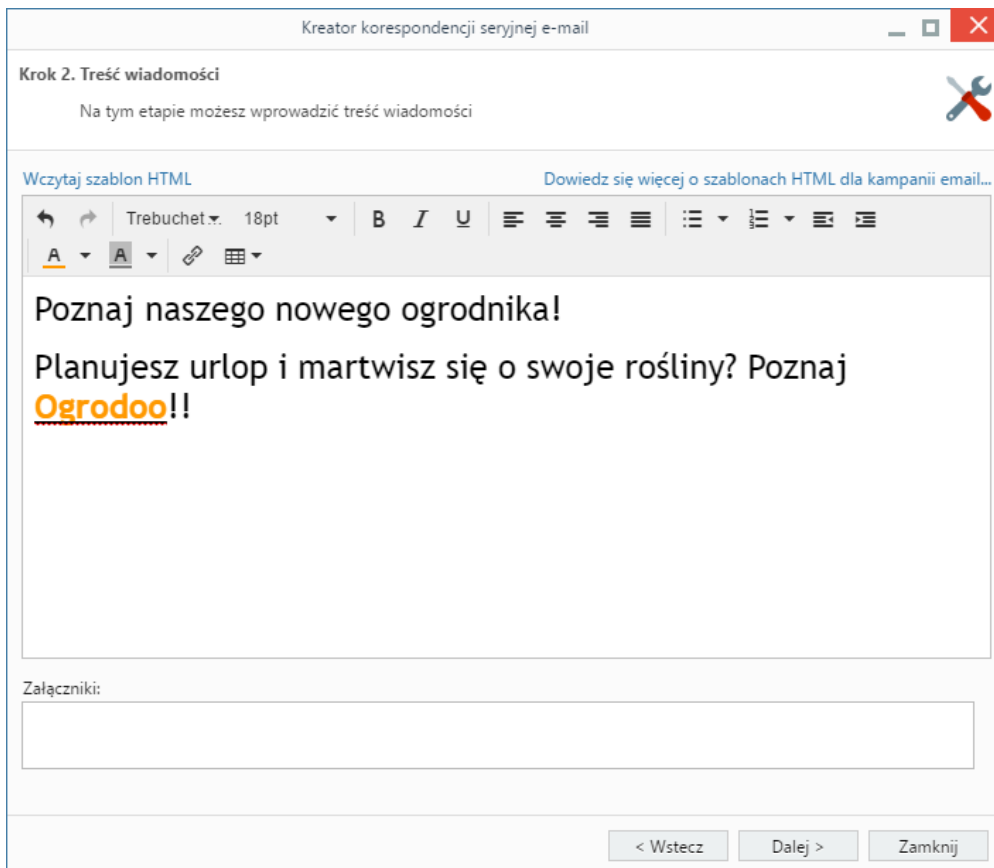 Kreator korespondencji seryjnej e-mail
Krok 2. Treść wiadomości
Na tym etapie możesz wprowadzić treść wiadomości
Wczytaj szablon HTML
Dowiedz się więcej o szablonach HTML dla kampanii email...
Trebuchet 18pt B I U
A A
Poznaj naszego nowego ogrodnika!
Planujesz urlop i martwisz się o swoje rośliny? Poznaj
Ogrodoo!!
Załączniki:
< Wstecz
Dalej >
Zamknij